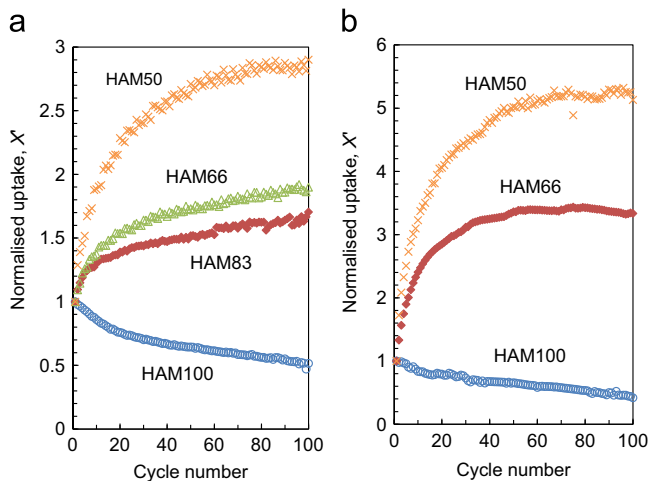 a
3
2.5
2
1.5
1
0.5
0
0
20
40
60
80
100
Normalised uptake, X'
Cycle number
HAM50
HAM66
HAM83
HAM100
b
6
5
4
3
2
1
0
0
20
40
60
80
100
Normalised uptake, X'
Cycle number
HAM50
HAM66
HAM100